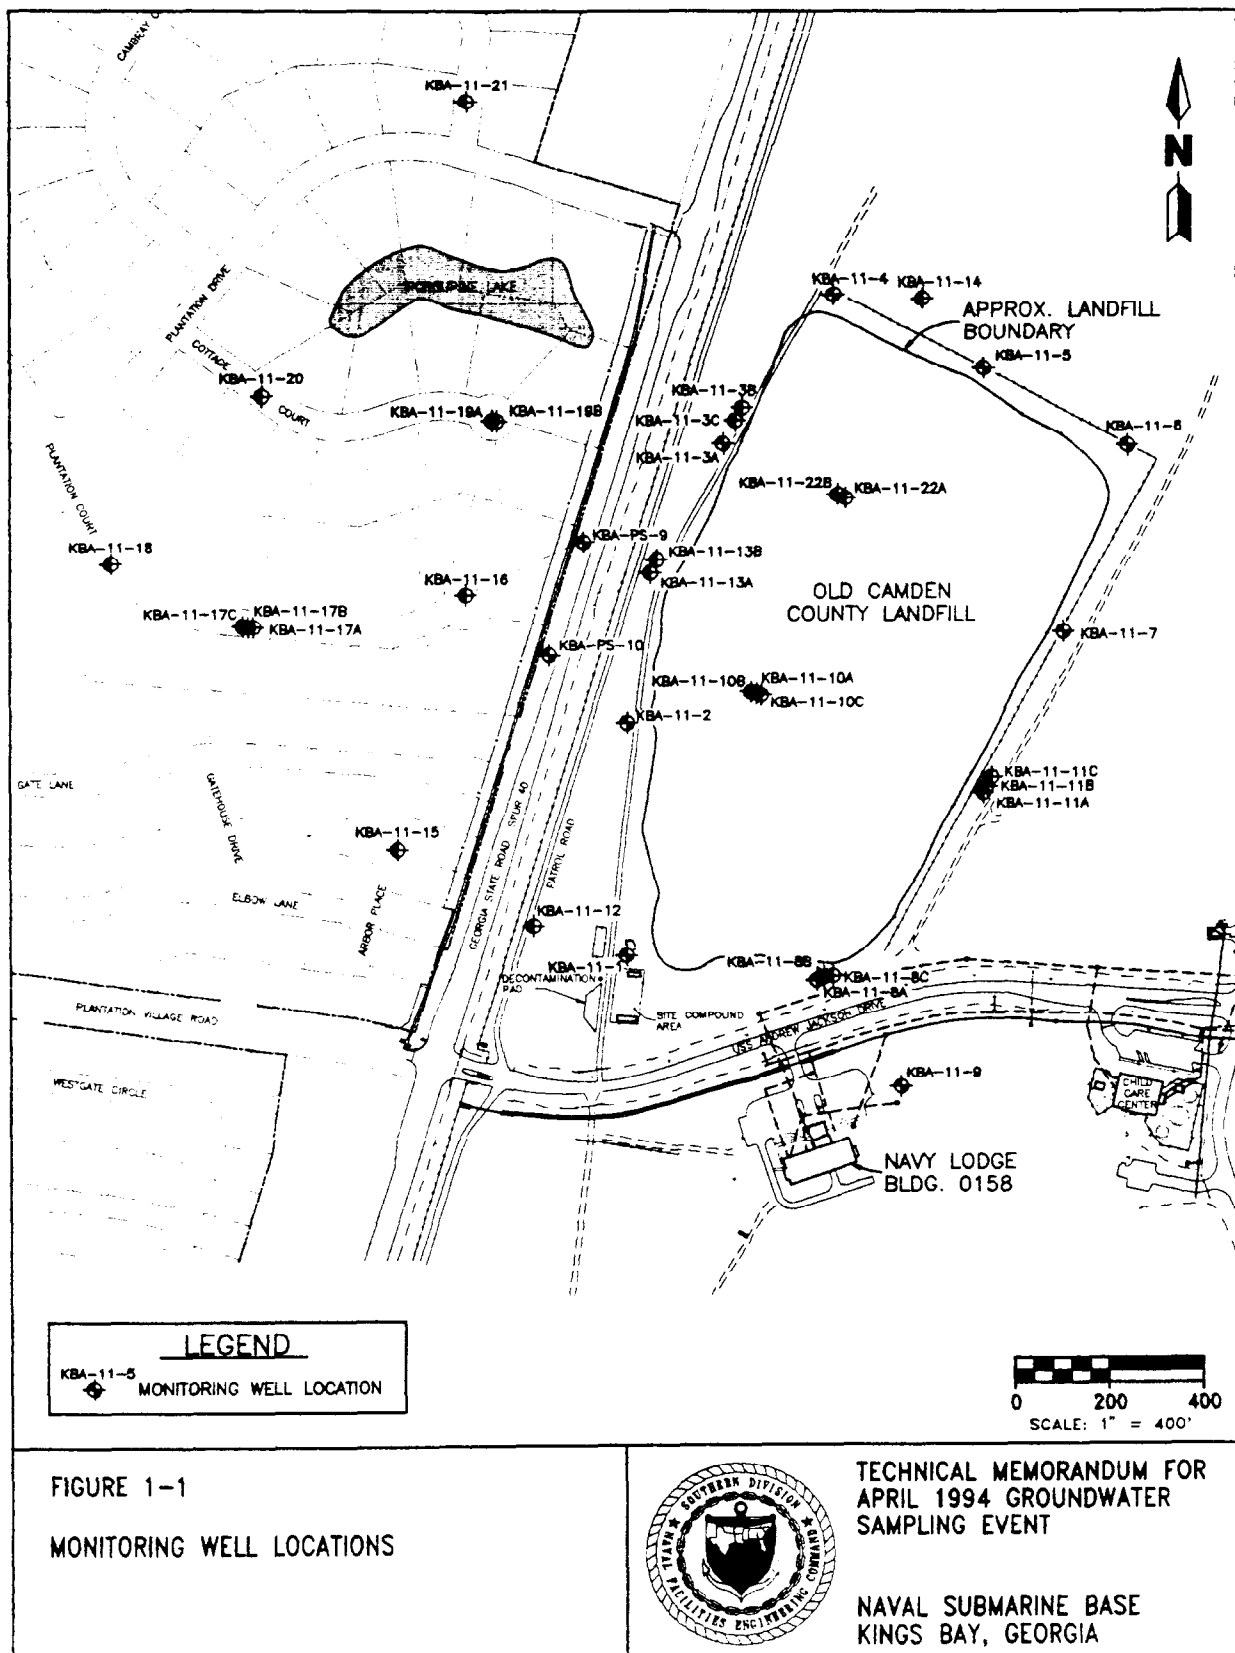 CAMBRAY C
KBA-11-21
N
PLANTATION DRIVE
LAKE
KBA-11-4
KBA-11-14
APPROX. LANDFILL
BOUNDARY
COTTAGE
COURT
KBA-11-20
KBA-11-5
KBA-11-3B
KBA-11-19A
KBA-11-19B
KBA-11-3C
KBA-11-6
KBA-11-3A
PLANTATION COURT
KBA-11-22B
KBA-11-22A
KBA-PS-9
KBA-11-18
KBA-11-13B
KBA-11-13A
KBA-11-16
OLD CAMDEN
COUNTY LANDFILL
KBA-11-17C
KBA-11-17B
KBA-11-17A
KBA-11-7
KBA-PS-10
KBA-11-10B
KBA-11-10A
KBA-11-10C
KBA-11-2
GATE LANE
GATEHOUSE DRIVE
KBA-11-11C
KBA-11-11B
KBA-11-11A
GEORGIA STATE ROAD SPUR 40
PATROL ROAD
KBA-11-15
ELBOW LANE
ARBOR PLACE
KBA-11-12
KBA-11-1
DECONTAMINATION
PAD
KBA-11-8B
KBA-11-8C
KBA-11-8A
SITE COMPOUND
AREA
USS ANDREW JACKSON DRIVE
PLANTATION VILLAGE ROAD
WESTGATE CIRCLE
KBA-11-9
CHILD
CARE
CENTER
NAVY LODGE
BLDG. 0158
LEGEND
KBA-11-5
MONITORING WELL LOCATION
0 200 400
SCALE: 1" = 400'
FIGURE 1-1
MONITORING WELL LOCATIONS
SOUTHERN DIVISION
NAVAL FACILITIES ENGINEERING COMMAND
TECHNICAL MEMORANDUM FOR
APRIL 1994 GROUNDWATER
SAMPLING EVENT
NAVAL SUBMARINE BASE
KINGS BAY, GEORGIA